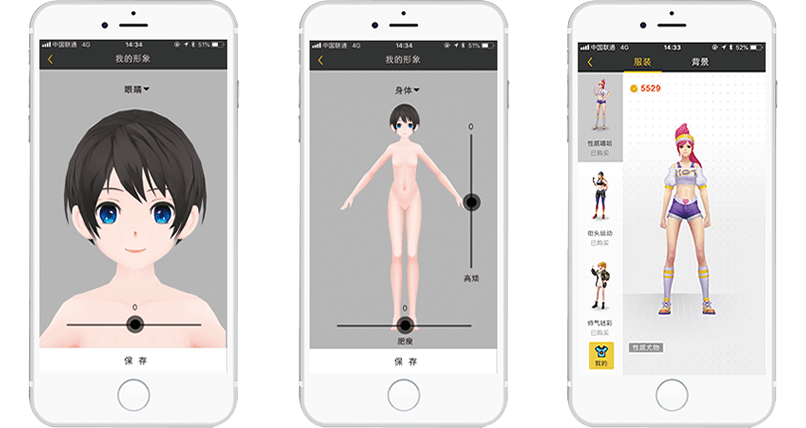 中国联通 4G 14:34 51%
我的形象
眼睛
0
保 存
中国联通 4G 14:34 51%
我的形象
身体
0
高矮
0
肥瘦
保 存
中国联通 4G 14:33 52%
服装 背景
5529
性感嘻哈
已购买
街头运动
已购买
帅气迷彩
已购买
我的
性感尤物